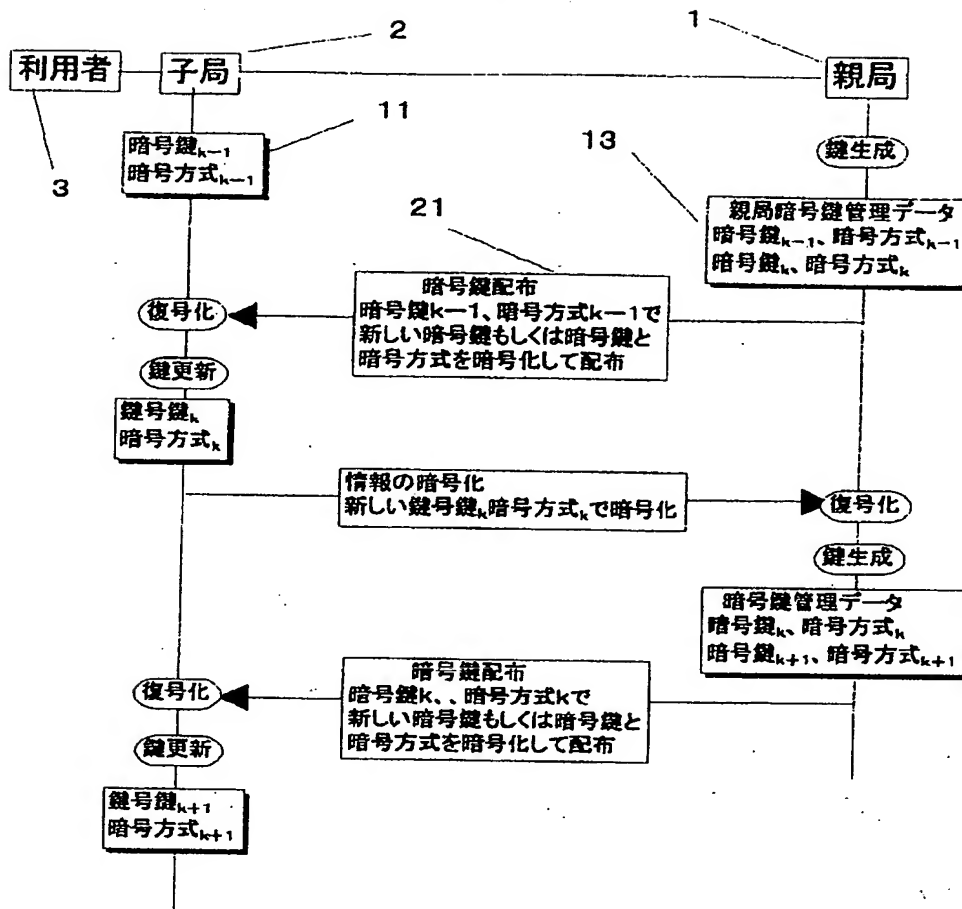 2
1
利用者
子局
親局
11
暗号鍵k-1
暗号方式k-1
3
鍵生成
13
親局暗号鍵管理データ
暗号鍵k-1、暗号方式k-1
暗号鍵k、暗号方式k
21
暗号鍵配布
暗号鍵k-1、暗号方式k-1で
新しい暗号鍵もしくは暗号鍵と
暗号方式を暗号化して配布
復号化
鍵更新
鍵号鍵k
暗号方式k
情報の暗号化
新しい鍵号鍵k暗号方式kで暗号化
復号化
鍵生成
暗号鍵管理データ
暗号鍵k、暗号方式k
暗号鍵k+1、暗号方式k+1
暗号鍵配布
暗号鍵k、、暗号方式kで
新しい暗号鍵もしくは暗号鍵と
暗号方式を暗号化して配布
復号化
鍵更新
鍵号鍵k+1
暗号方式k+1